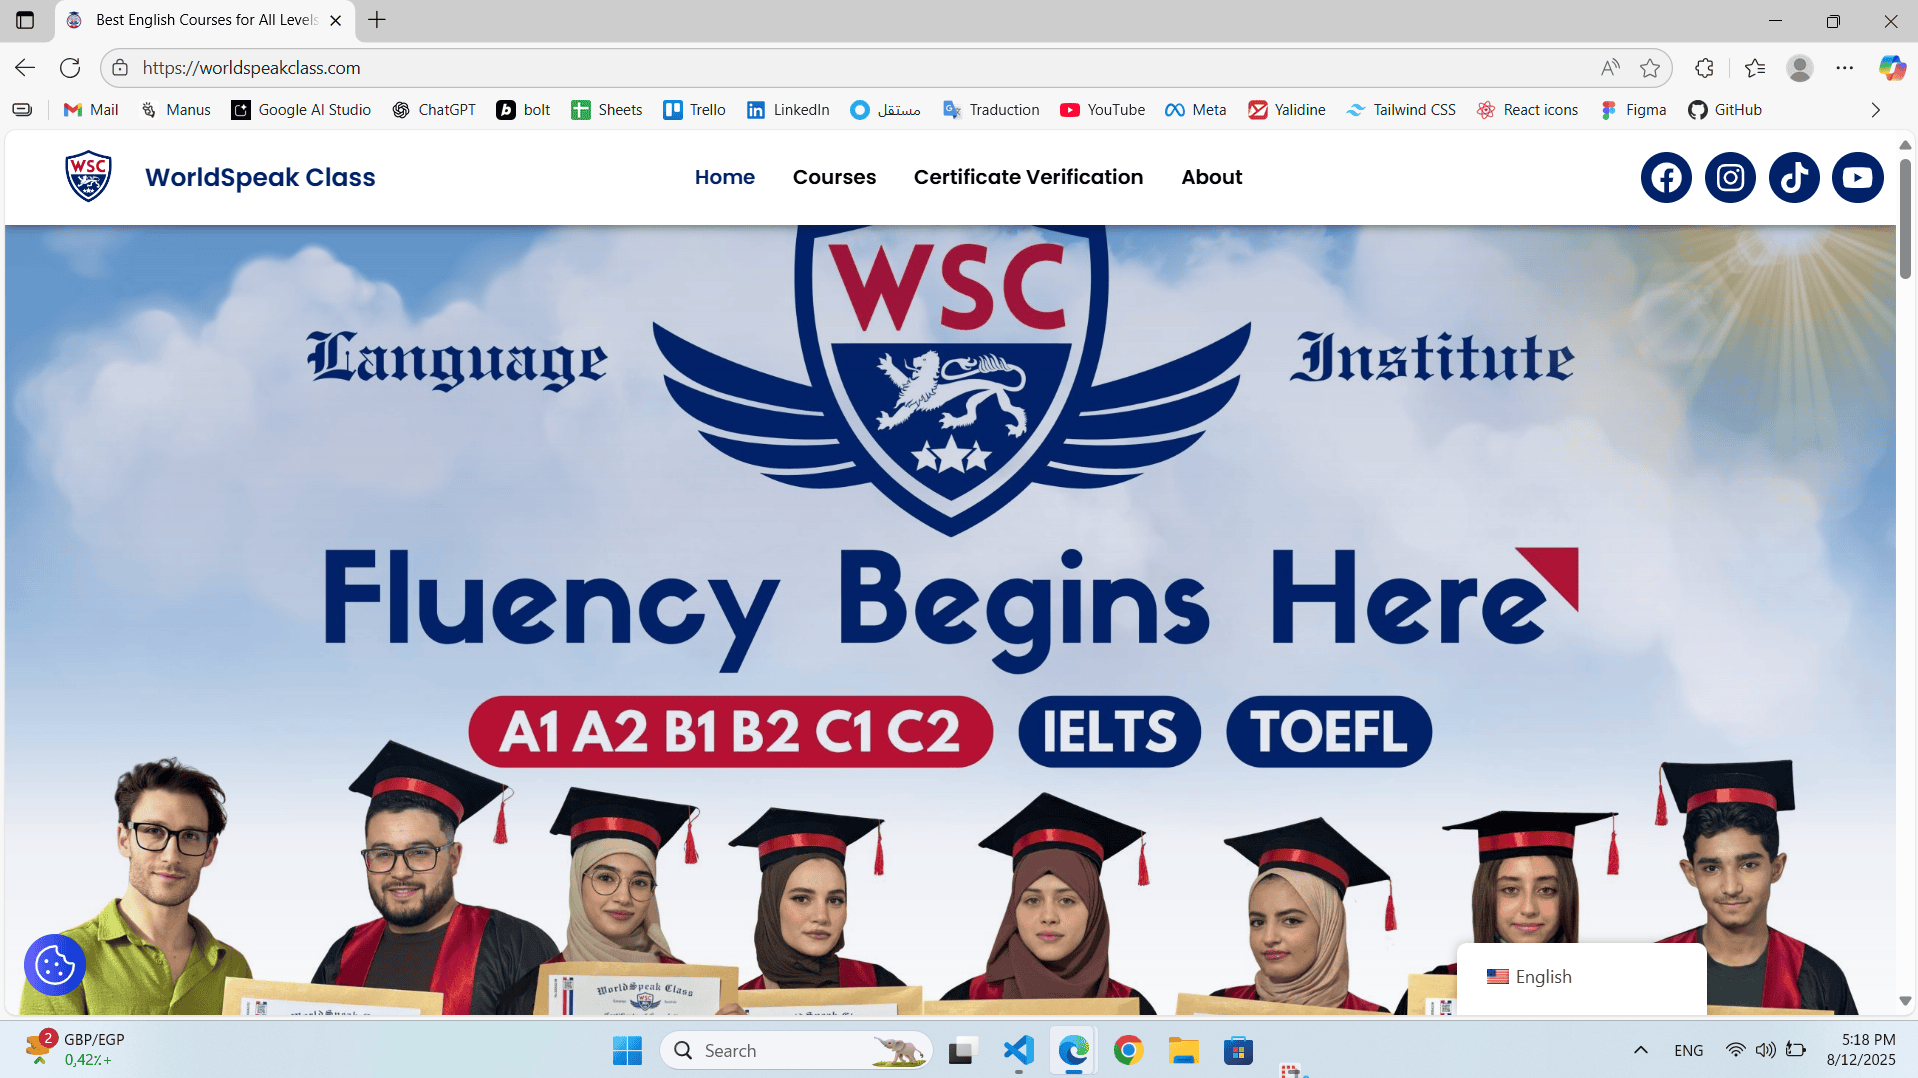 Best English Courses for All Levels
https://worldspeakclass.com
Mail
Manus
Google AI Studio
ChatGPT
bolt
Sheets
Trello
LinkedIn
مستقل
Traduction
YouTube
Meta
Yalidine
Tailwind CSS
React icons
Figma
GitHub
WSC
WorldSpeak Class
Home
Courses
Certificate Verification
About
WSC
Language
Institute
Fluency Begins Here
A1 A2 B1 B2 C1 C2
IELTS
TOEFL
WorldSpeak Class
English
2
GBP/EGP
0,42٪+
Search
ENG
5:18 PM
8/12/2025